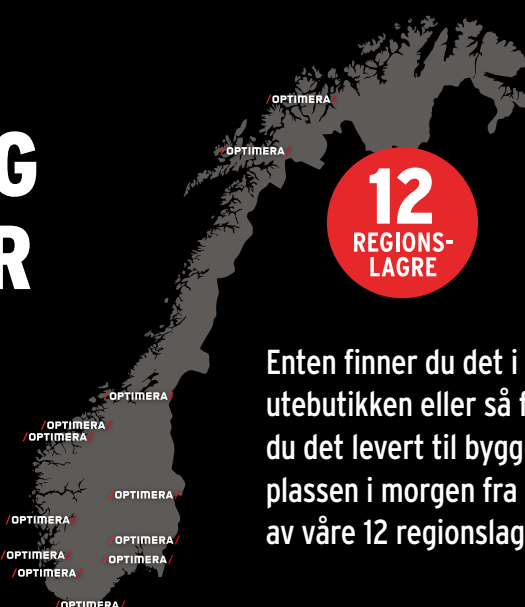 G
R
/OPTIMERA/
/OPTIMERA/
12
REGIONS-
LAGRE
Enten finner du det i
utebutikken eller så f
du det levert til bygg
plassen i morgen fra
av våre 12 regionslag
/OPTIMERA/
/OPTIMERA/
/OPTIMERA/
/OPTIMERA/
/OPTIMERA/
/OPTIMERA/
/OPTIMERA/
/OPTIMERA/
/OPTIMERA/
/OPTIMERA/